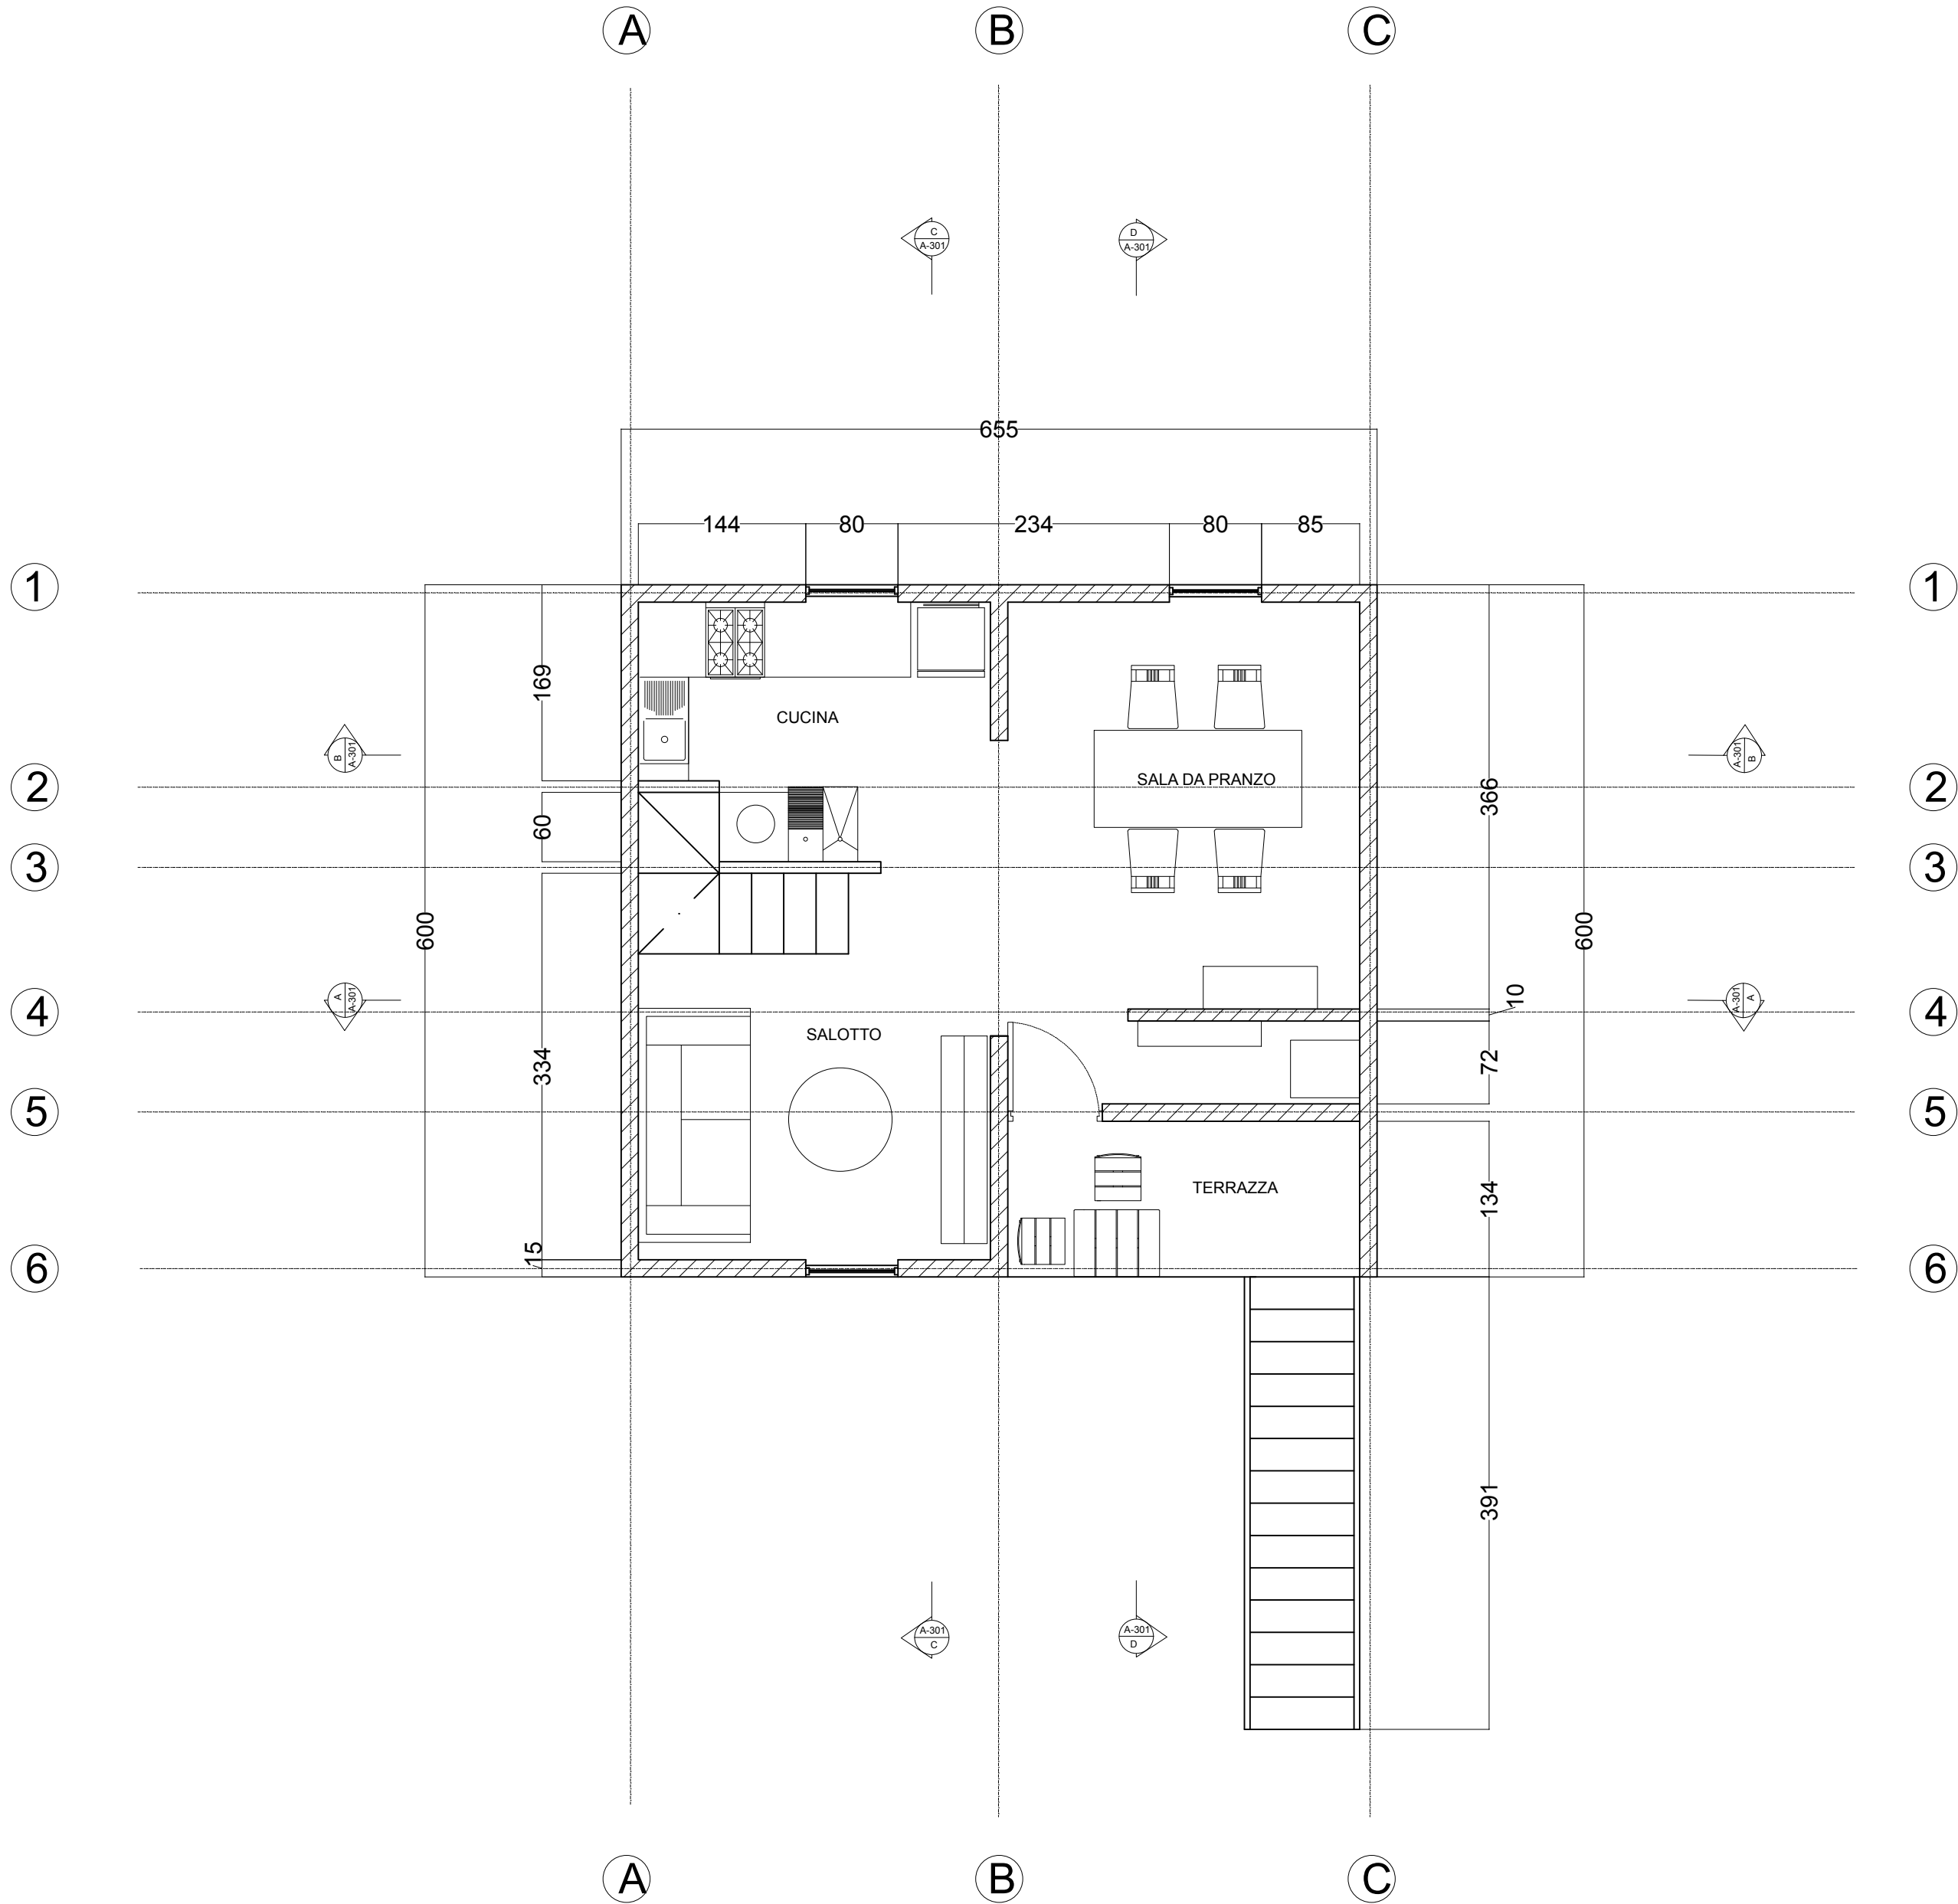 A B C
C
A-301
D
A-301
655
144 80 234 80 85
1 1
169
CUCINA
B
A-301
A-301
B
2 2
SALA DA PRANZO
366
60
3 3
600
600
A
A-301
10
A-301
A
4 4
SALOTTO
334
72
5 5
TERRAZZA
134
15
6 6
391
A-301
C
A-301
D
A B C